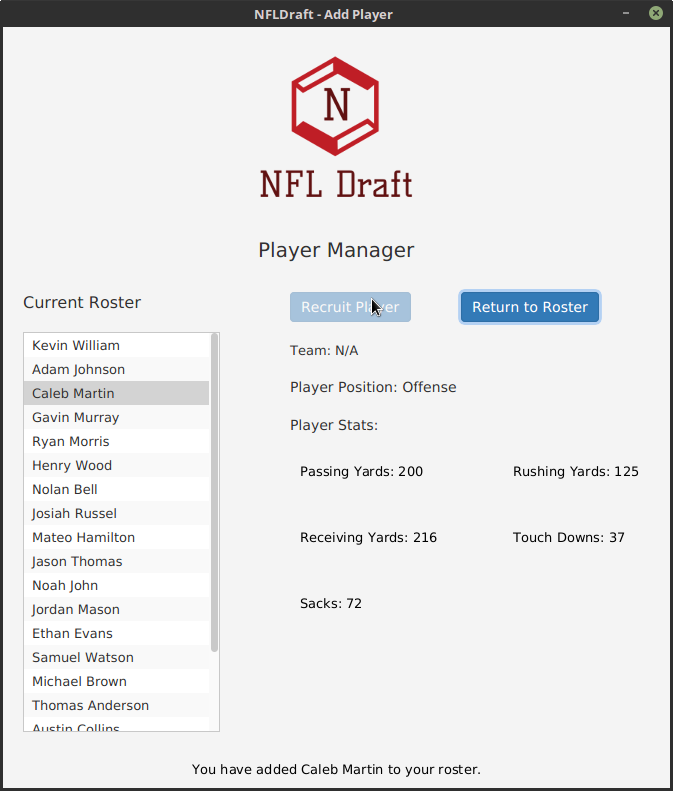 NFLDraft - Add Player
N
NFL Draft
Player Manager
Current Roster
Recruit Player
Return to Roster
Kevin William
Adam Johnson
Caleb Martin
Gavin Murray
Ryan Morris
Henry Wood
Nolan Bell
Josiah Russel
Mateo Hamilton
Jason Thomas
Noah John
Jordan Mason
Ethan Evans
Samuel Watson
Michael Brown
Thomas Anderson
Austin Collins
Team: N/A
Player Position: Offense
Player Stats:
Passing Yards: 200
Rushing Yards: 125
Receiving Yards: 216
Touch Downs: 37
Sacks: 72
You have added Caleb Martin to your roster.